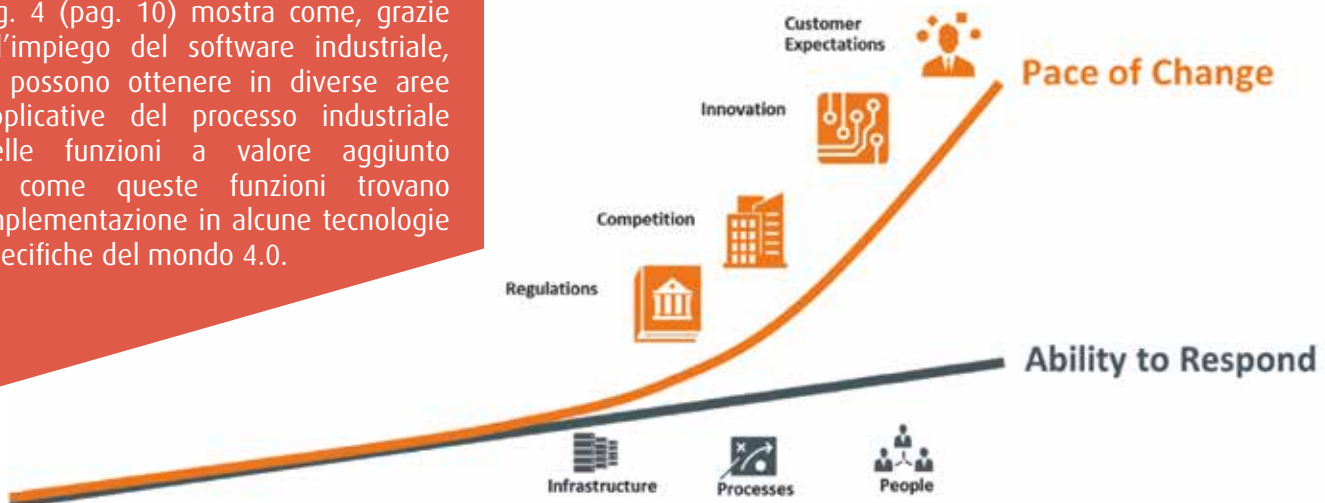 g. 4 (pag. 10) mostra come, grazie
l'impiego del software industriale,
possono ottenere in diverse aree
plicative del processo industriale
elle funzioni a valore aggiunto
come queste funzioni trovano
mplementazione in alcune tecnologie
ecifiche del mondo 4.0.
Customer
Expectations
Pace of Change
Innovation
Competition
Regulations
Ability to Respond
Infrastructure
Processes
People